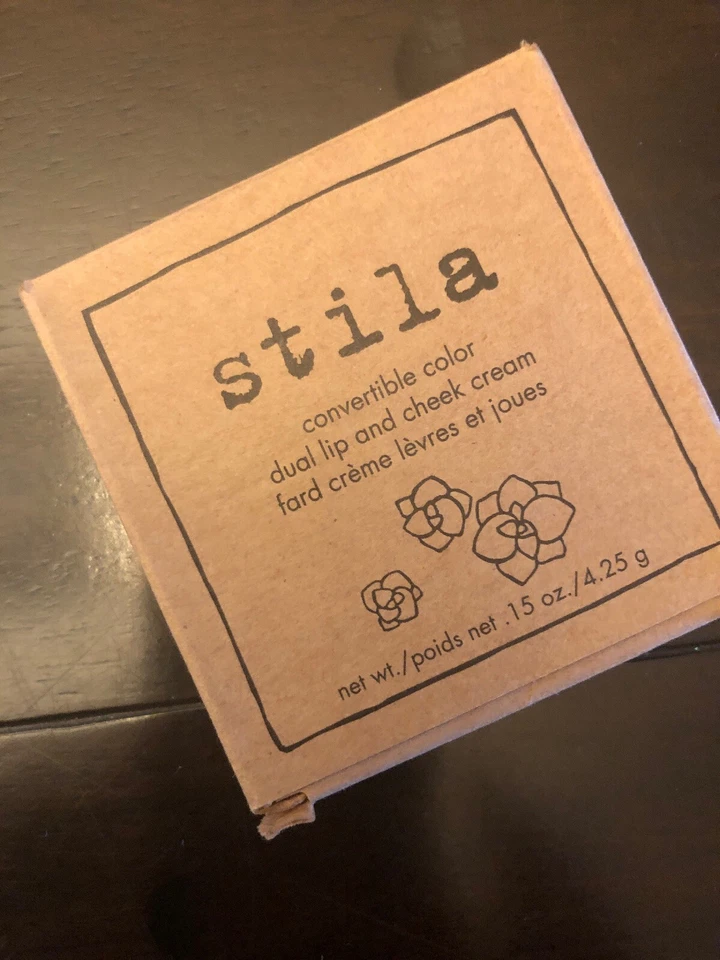 stila
convertible color
dual lip and cheek cream
fard crème lèvres et joues
net wt./poids net .15 oz./4.25 g